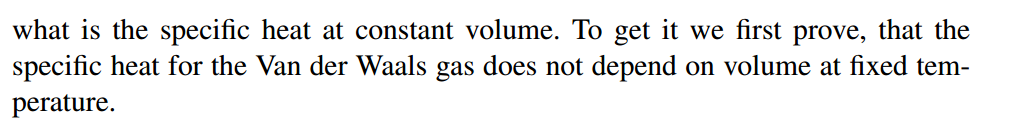 what is the specific heat at constant volume. To get it we first prove, that the
specific heat for the Van der Waals gas does not depend on volume at fixed tem-
perature.